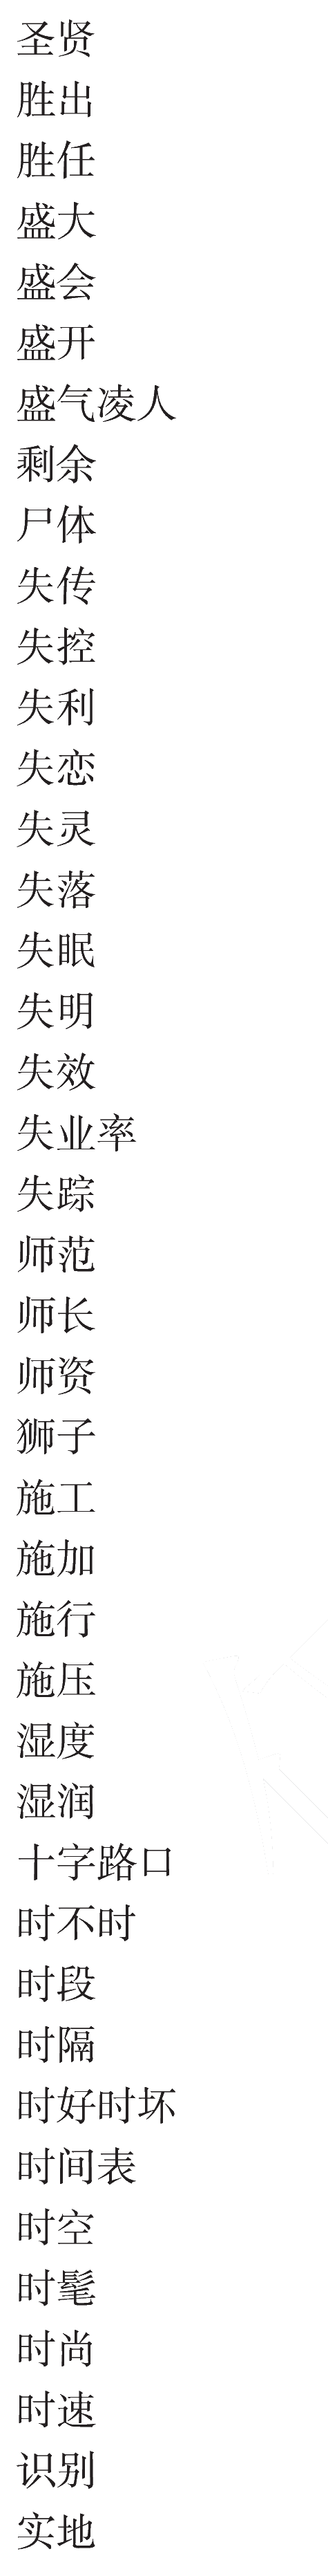 圣贤
胜出
胜任
盛大
盛会
盛开
盛气凌人
剩余
尸体
失传
失控
失利
失恋
失灵
失落
失眠
失明
失效
失业率
失踪
师范
师长
师资
狮子
施工
施加
施行
施压
湿度
湿润
十字路口
时不时
时段
时隔
时好时坏
时间表
时空
时髦
时尚
时速
识别
实地